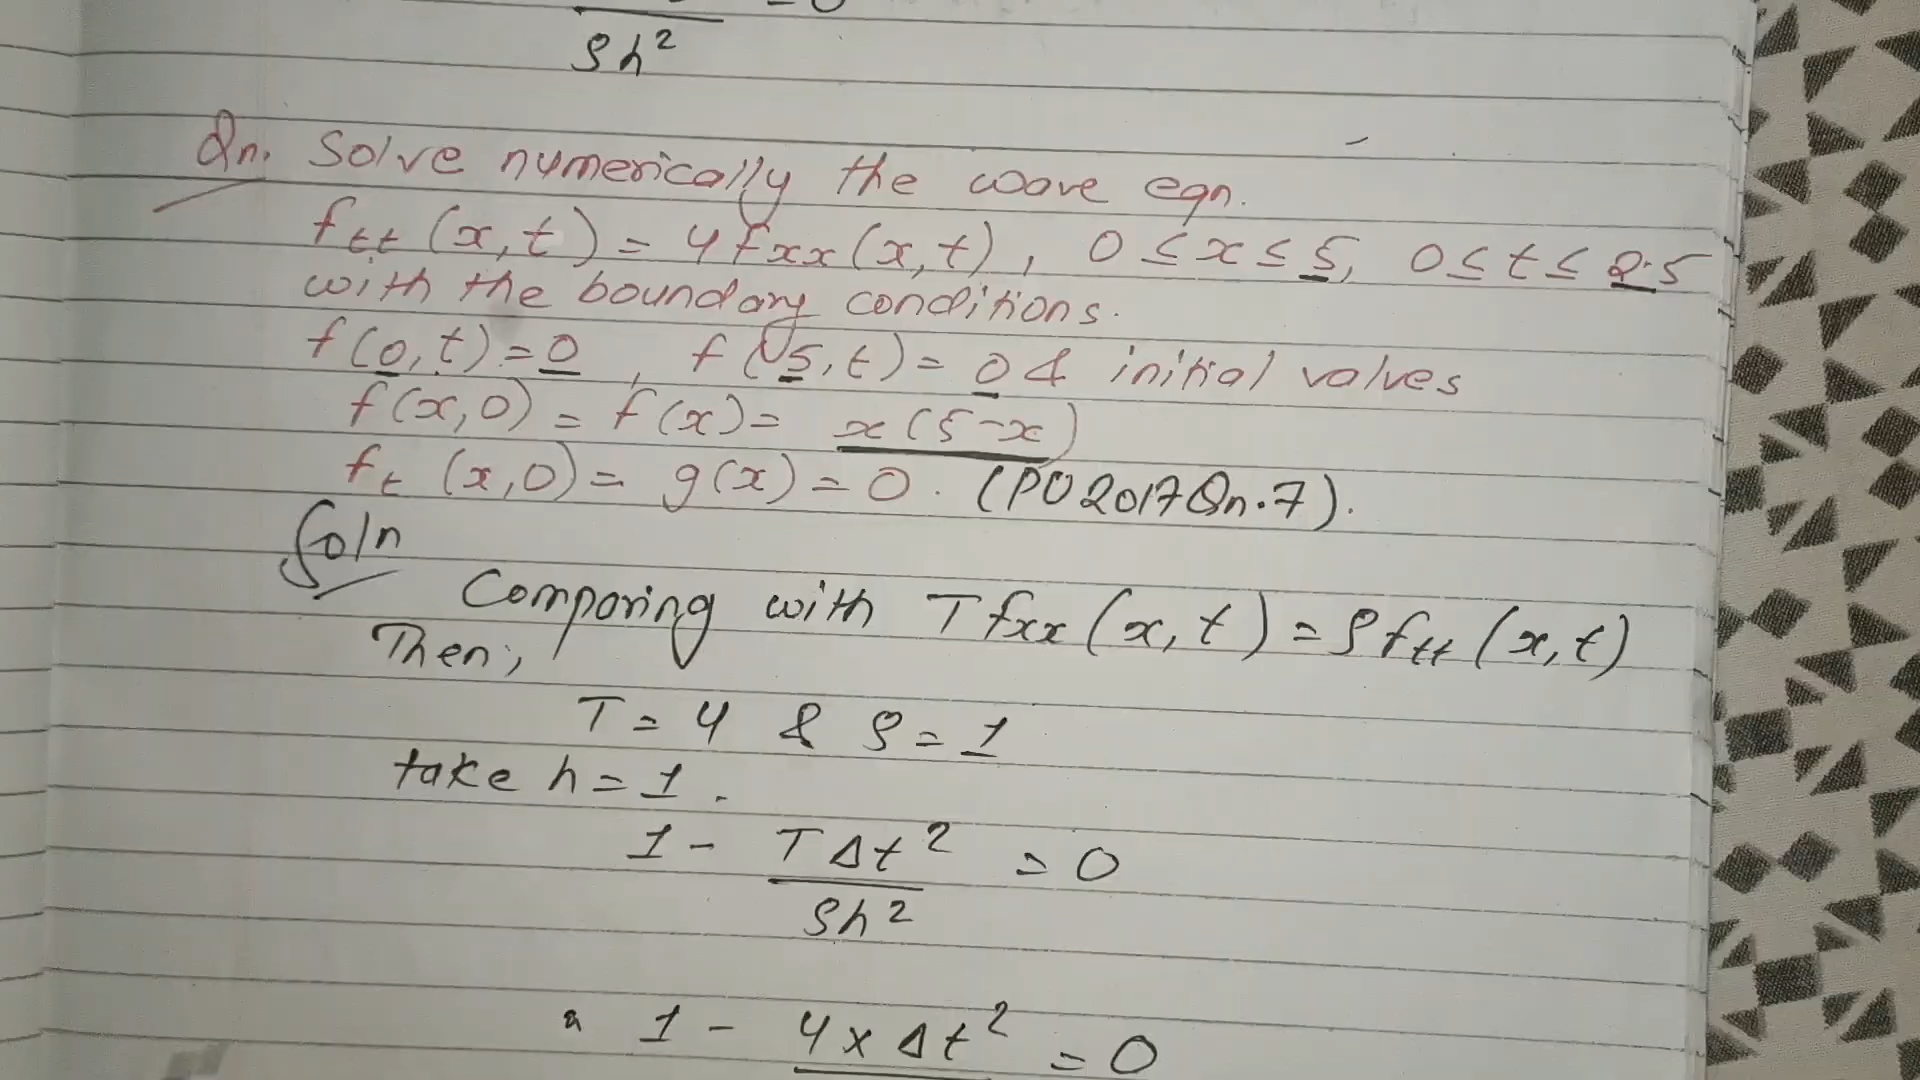 ρh²
Qn. Solve numerically the wave eqn.
ftt (x,t) = 4 fxx (x,t), 0 ≤ x ≤ 5, 0 ≤ t ≤ 2.5
with the boundary conditions.
f(0,t) = 0, f(5,t) = 0 & initial values
f(x,0) = f(x) = x(5-x)
ft (x,0) = g(x) = 0. (PU 2017 Qn.7).
Soln
Comparing with T fxx (x,t) = ρ ftt (x,t)
Then,
T = 4 & ρ = 1
take h = 1.
1 - TΔt² = 0
ρh²
1 - 4 x Δt² = 0